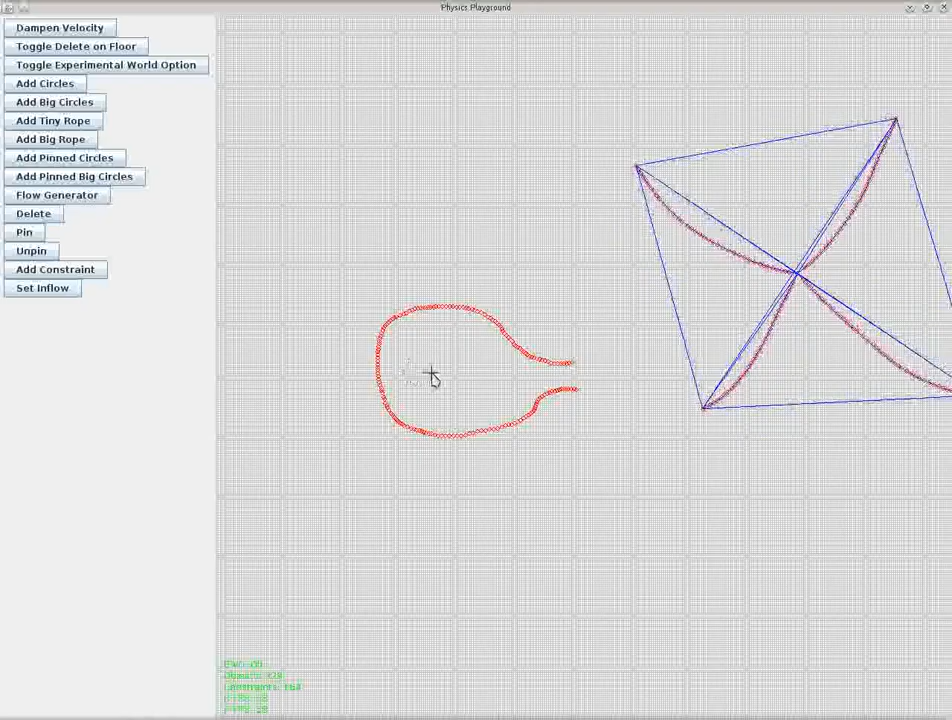 Physics Playground
Dampen Velocity
Toggle Delete on Floor
Toggle Experimental World Option
Add Circles
Add Big Circles
Add Tiny Rope
Add Big Rope
Add Pinned Circles
Add Pinned Big Circles
Flow Generator
Delete
Pin
Unpin
Add Constraint
Set Inflow